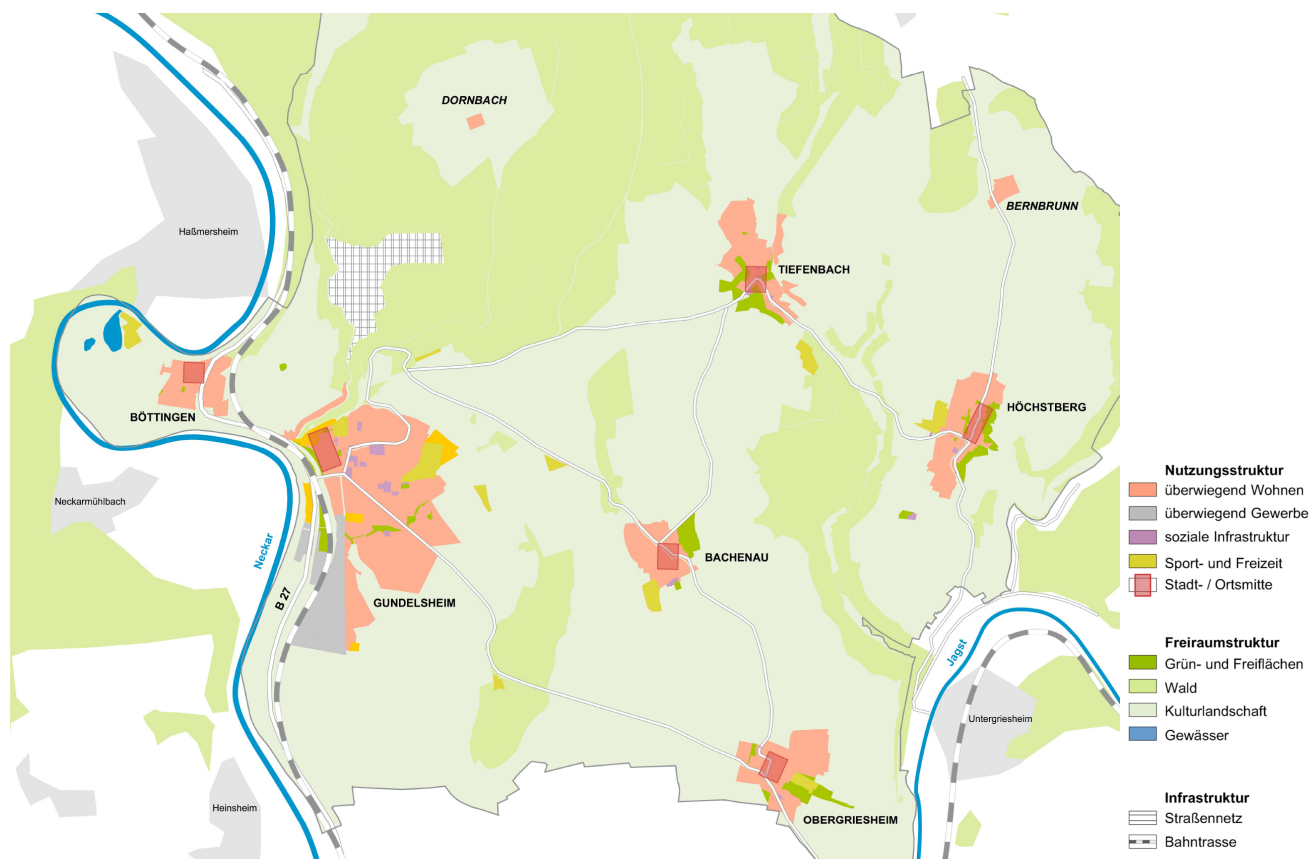 DORNBACH
BERNBRUNN
Haßmersheim
TIEFENBACH
BÖTTINGEN
HÖCHSTBERG
Neckarmühlbach
Neckar
B 27
GUNDELSHEIM
BACHENAU
Jagst
Untergriesheim
Heinsheim
OBERGRIESHEIM
Nutzungsstruktur
überwiegend Wohnen
überwiegend Gewerbe
soziale Infrastruktur
Sport- und Freizeit
Stadt- / Ortsmitte
Freiraumstruktur
Grün- und Freiflächen
Wald
Kulturlandschaft
Gewässer
Infrastruktur
Straßennetz
Bahntrasse